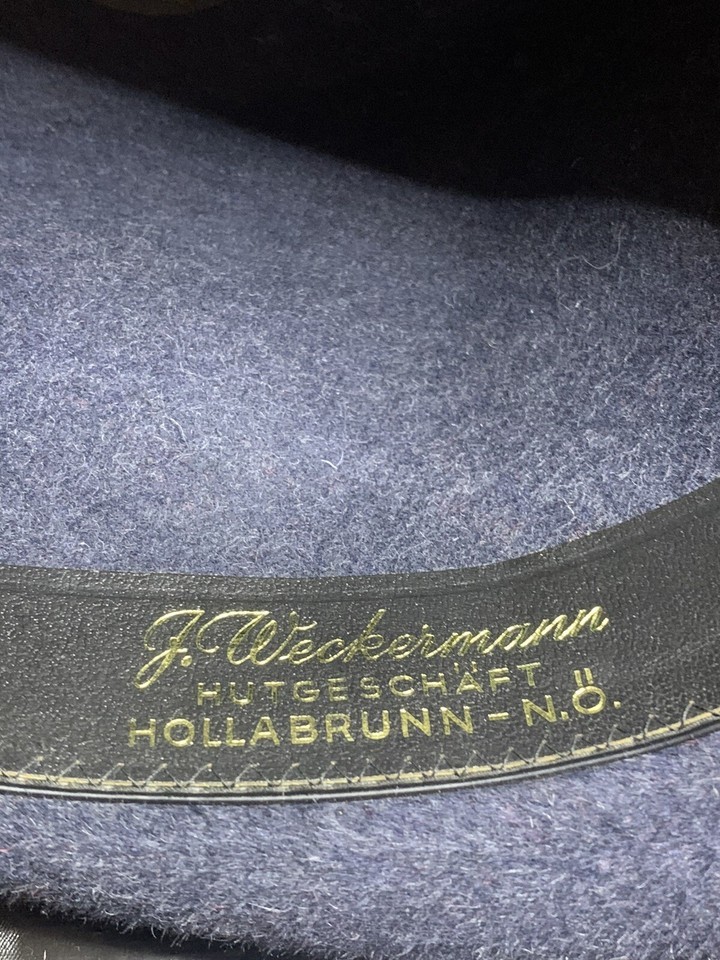 J. Weckermann
HUTGESCHÄFT
HOLLABRUNN – N.Ö.